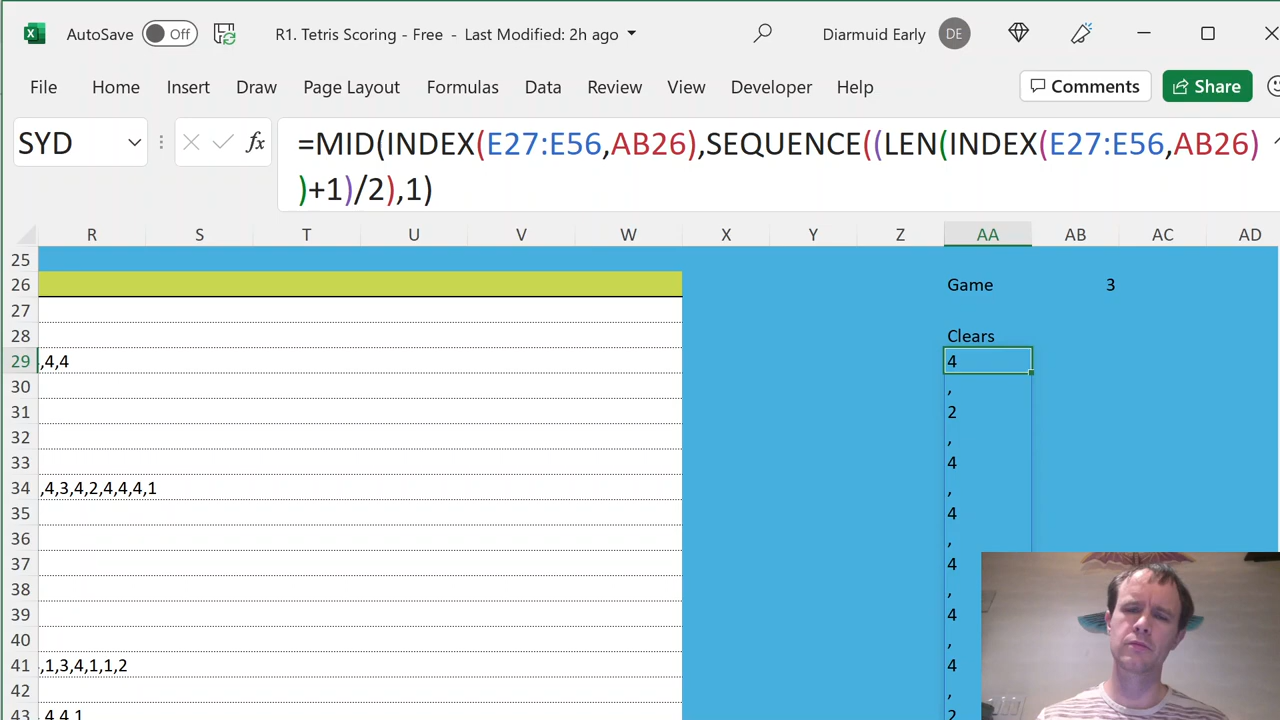 AutoSave Off R1. Tetris Scoring - Free - Last Modified: 2h ago Diarmuid Early DE
File Home Insert Draw Page Layout Formulas Data Review View Developer Help Comments Share
SYD fx =MID(INDEX(E27:E56,AB26),SEQUENCE((LEN(INDEX(E27:E56,AB26)
)+1)/2),1)
R S T U V W X Y Z AA AB AC AD
25
26 Game 3
27
28 Clears
29 ,4,4 4
30 ,
31 2
32 ,
33 4
34 ,4,3,4,2,4,4,4,1 ,
35 4
36 ,
37 4
38 ,
39 4
40 ,
41 ,1,3,4,1,1,2 4
42 ,
43 4,4,1 2